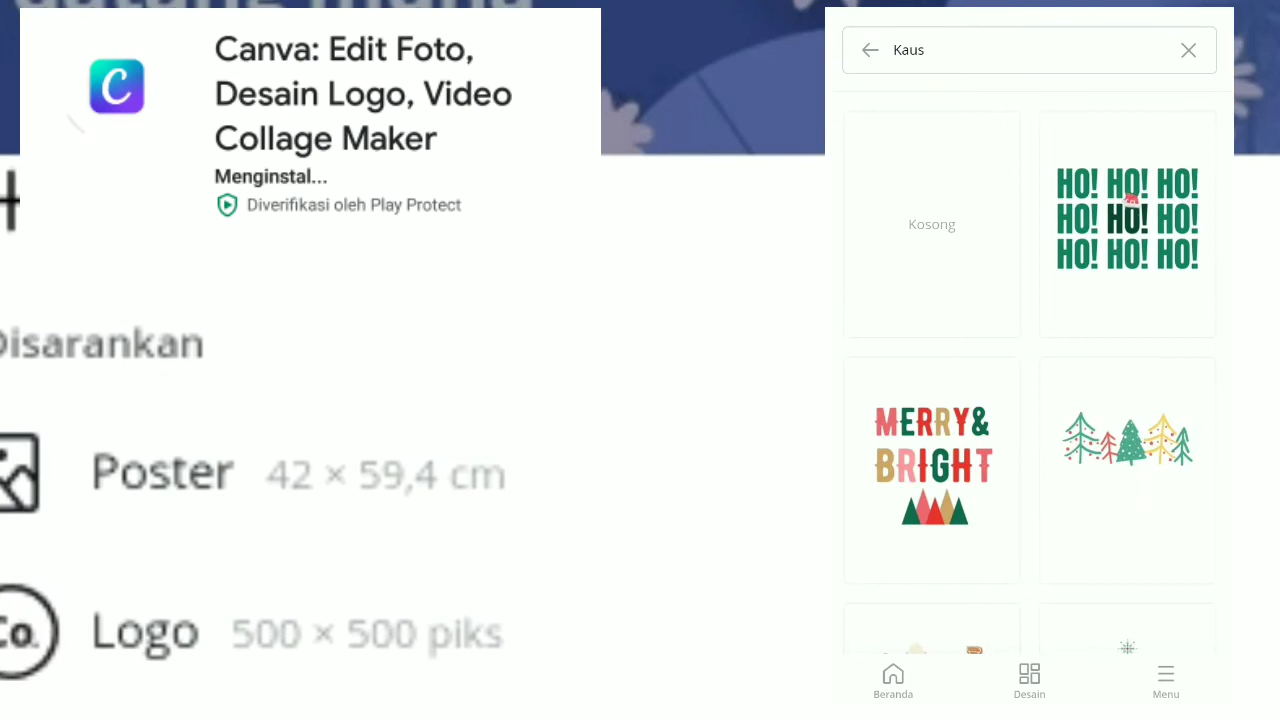 Canva: Edit Foto,
Desain Logo, Video
Collage Maker
Menginstal...
Diverifikasi oleh Play Protect
Disarankan
Poster 42 × 59,4 cm
Logo 500 × 500 piks
Co.
Kaus
Kosong
HO! HO! HO!
HO! HO! HO!
HO! HO! HO!
MERRY &
BRIGHT
Beranda
Desain
Menu